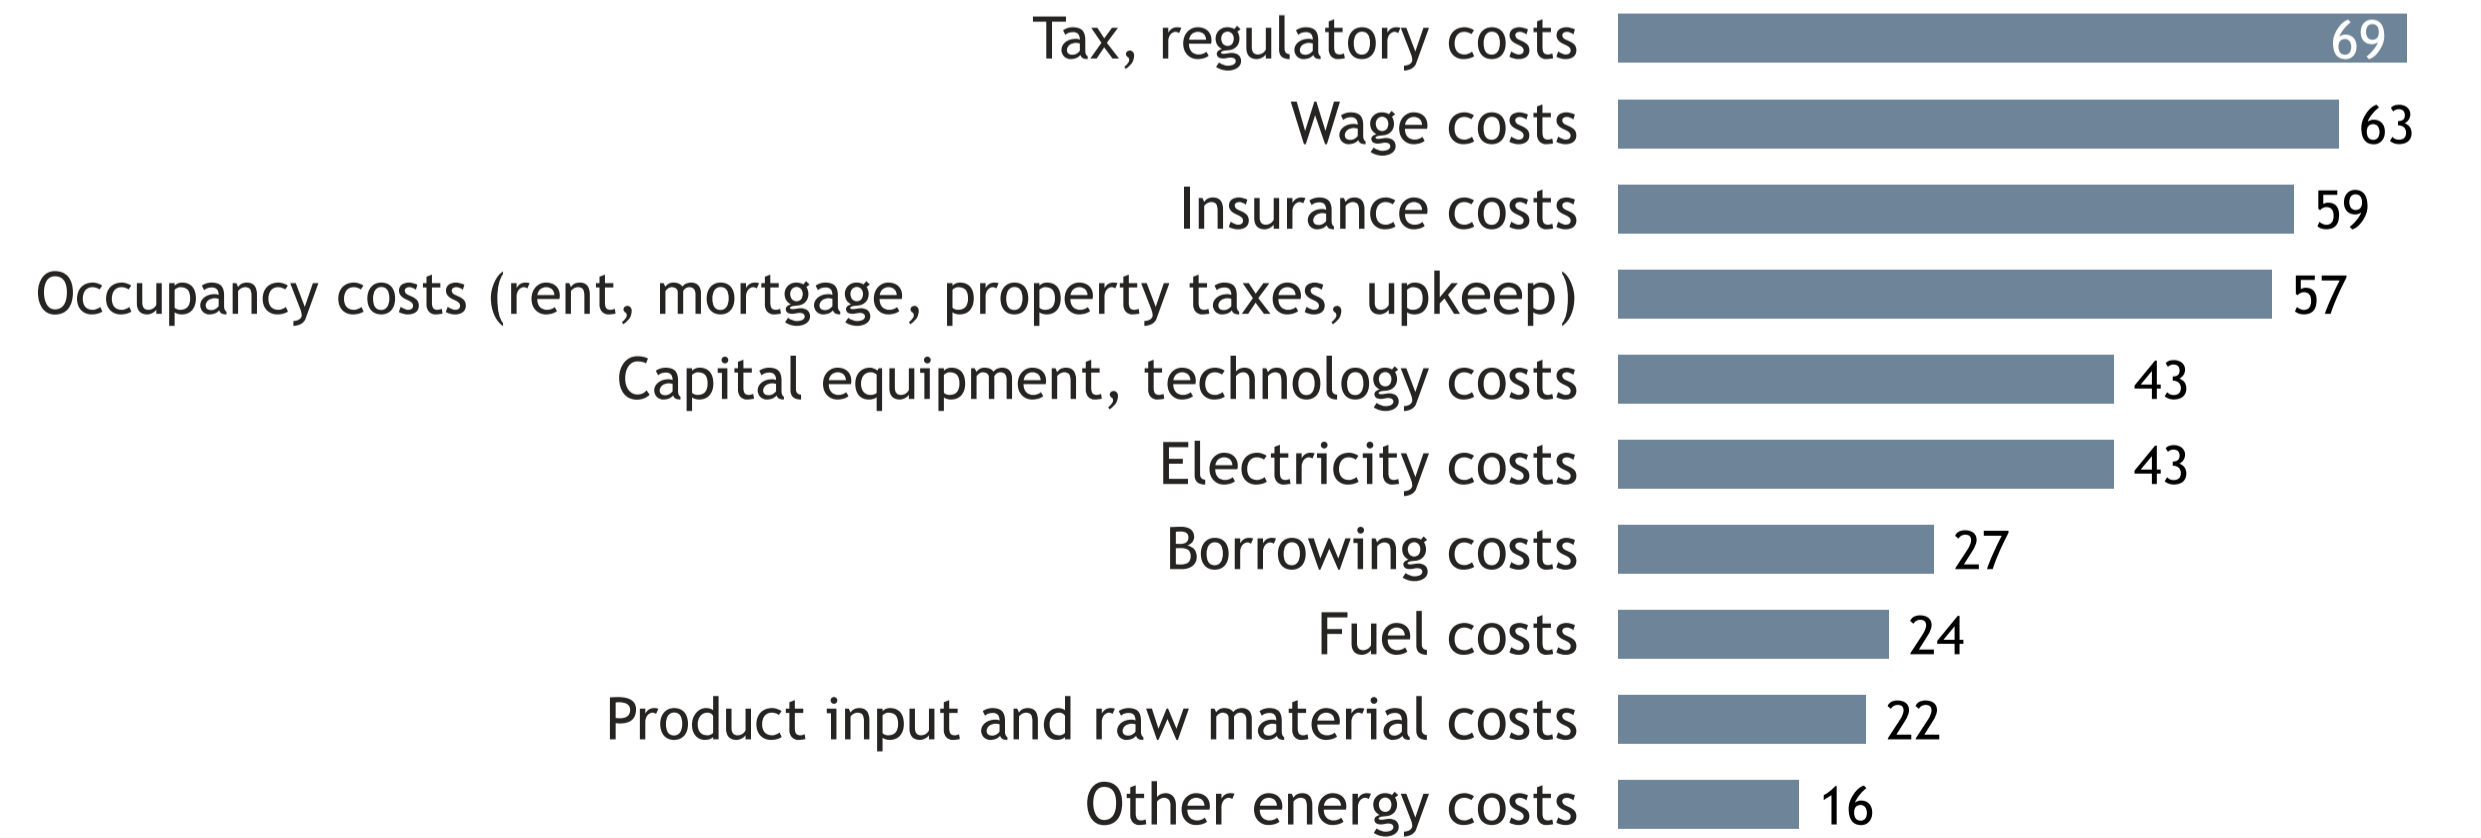 Tax, regulatory costs 69
Wage costs 63
Insurance costs 59
Occupancy costs (rent, mortgage, property taxes, upkeep) 57
Capital equipment, technology costs 43
Electricity costs 43
Borrowing costs 27
Fuel costs 24
Product input and raw material costs 22
Other energy costs 16